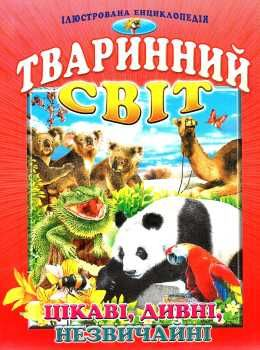 ІЛЮСТРОВАНА ЕНЦИКЛОПЕДІЯ
ТВАРИННИЙ
СВІТ
ЦІКАВІ, ДИВНІ,
НЕЗВИЧАЙНІ